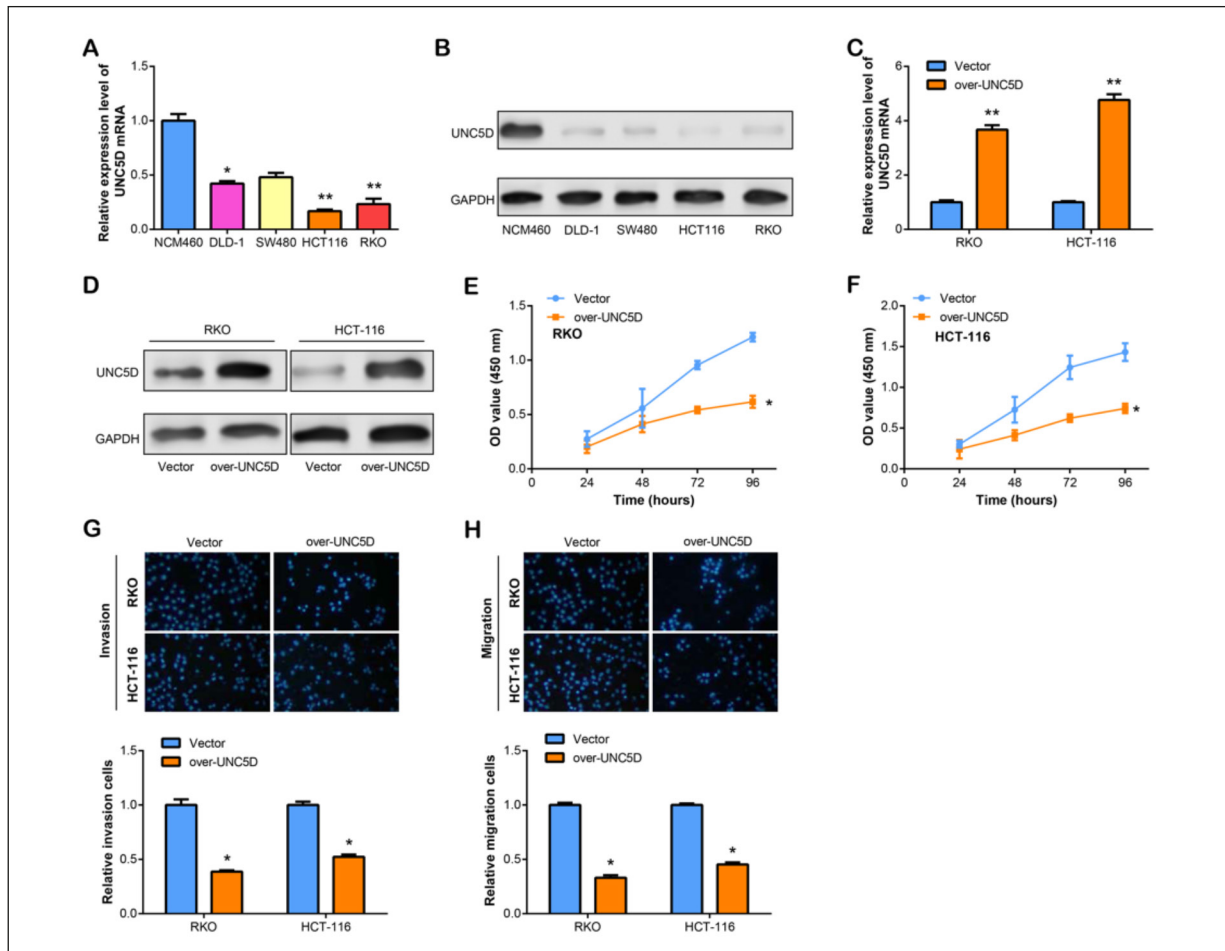 A
Relative expression level of
UNC5D mRNA
1.5
1.0
0.5
0.0
*
**
**
NCM460 DLD-1 SW480 HCT116 RKO
B
UNC5D
GAPDH
NCM460 DLD-1 SW480 HCT116 RKO
C
Vector
over-UNC5D
Relative expression level of
UNC5D mRNA
6
4
2
0
**
**
RKO HCT-116
D
RKO HCT-116
UNC5D
GAPDH
Vector over-UNC5D Vector over-UNC5D
E
Vector
over-UNC5D
RKO
OD value (450 nm)
1.5
1.0
0.5
0.0
*
0 24 48 72 96
Time (hours)
F
Vector
over-UNC5D
HCT-116
OD value (450 nm)
2.0
1.5
1.0
0.5
0.0
*
0 24 48 72 96
Time (hours)
G
Vector over-UNC5D
Invasion
RKO
HCT-116
Vector
over-UNC5D
Relative invasion cells
1.5
1.0
0.5
0.0
*
*
RKO HCT-116
H
Vector over-UNC5D
Migration
RKO
HCT-116
Vector
over-UNC5D
Relative migration cells
1.5
1.0
0.5
0.0
*
*
RKO HCT-116